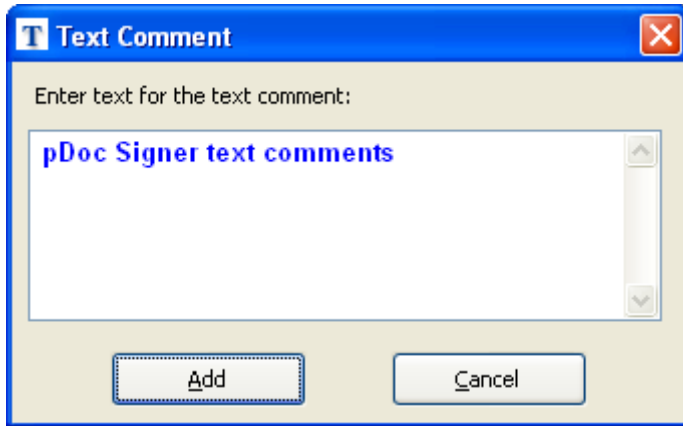 T Text Comment
Enter text for the text comment:
pDoc Signer text comments
Add
Cancel